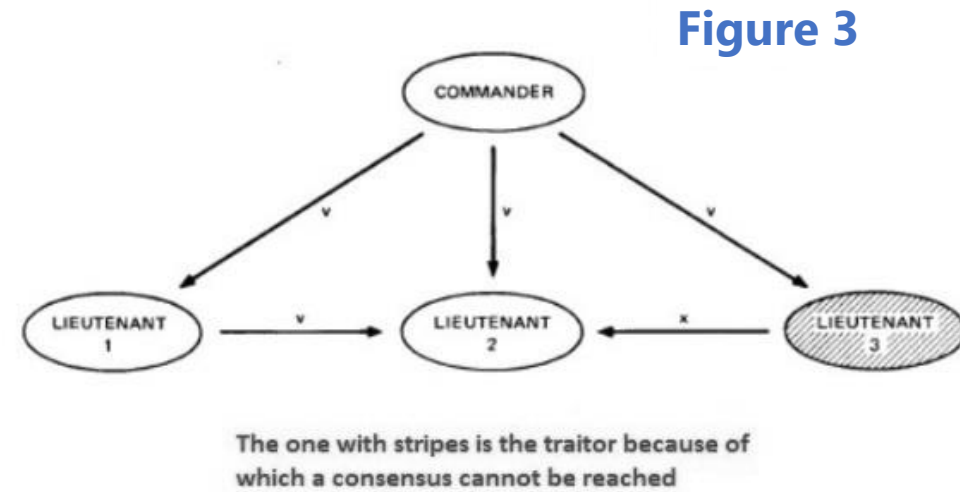 Figure 3
COMMANDER
v
v
v
LIEUTENANT
1
v
LIEUTENANT
2
x
LIEUTENANT
3
The one with stripes is the traitor because of
which a consensus cannot be reached